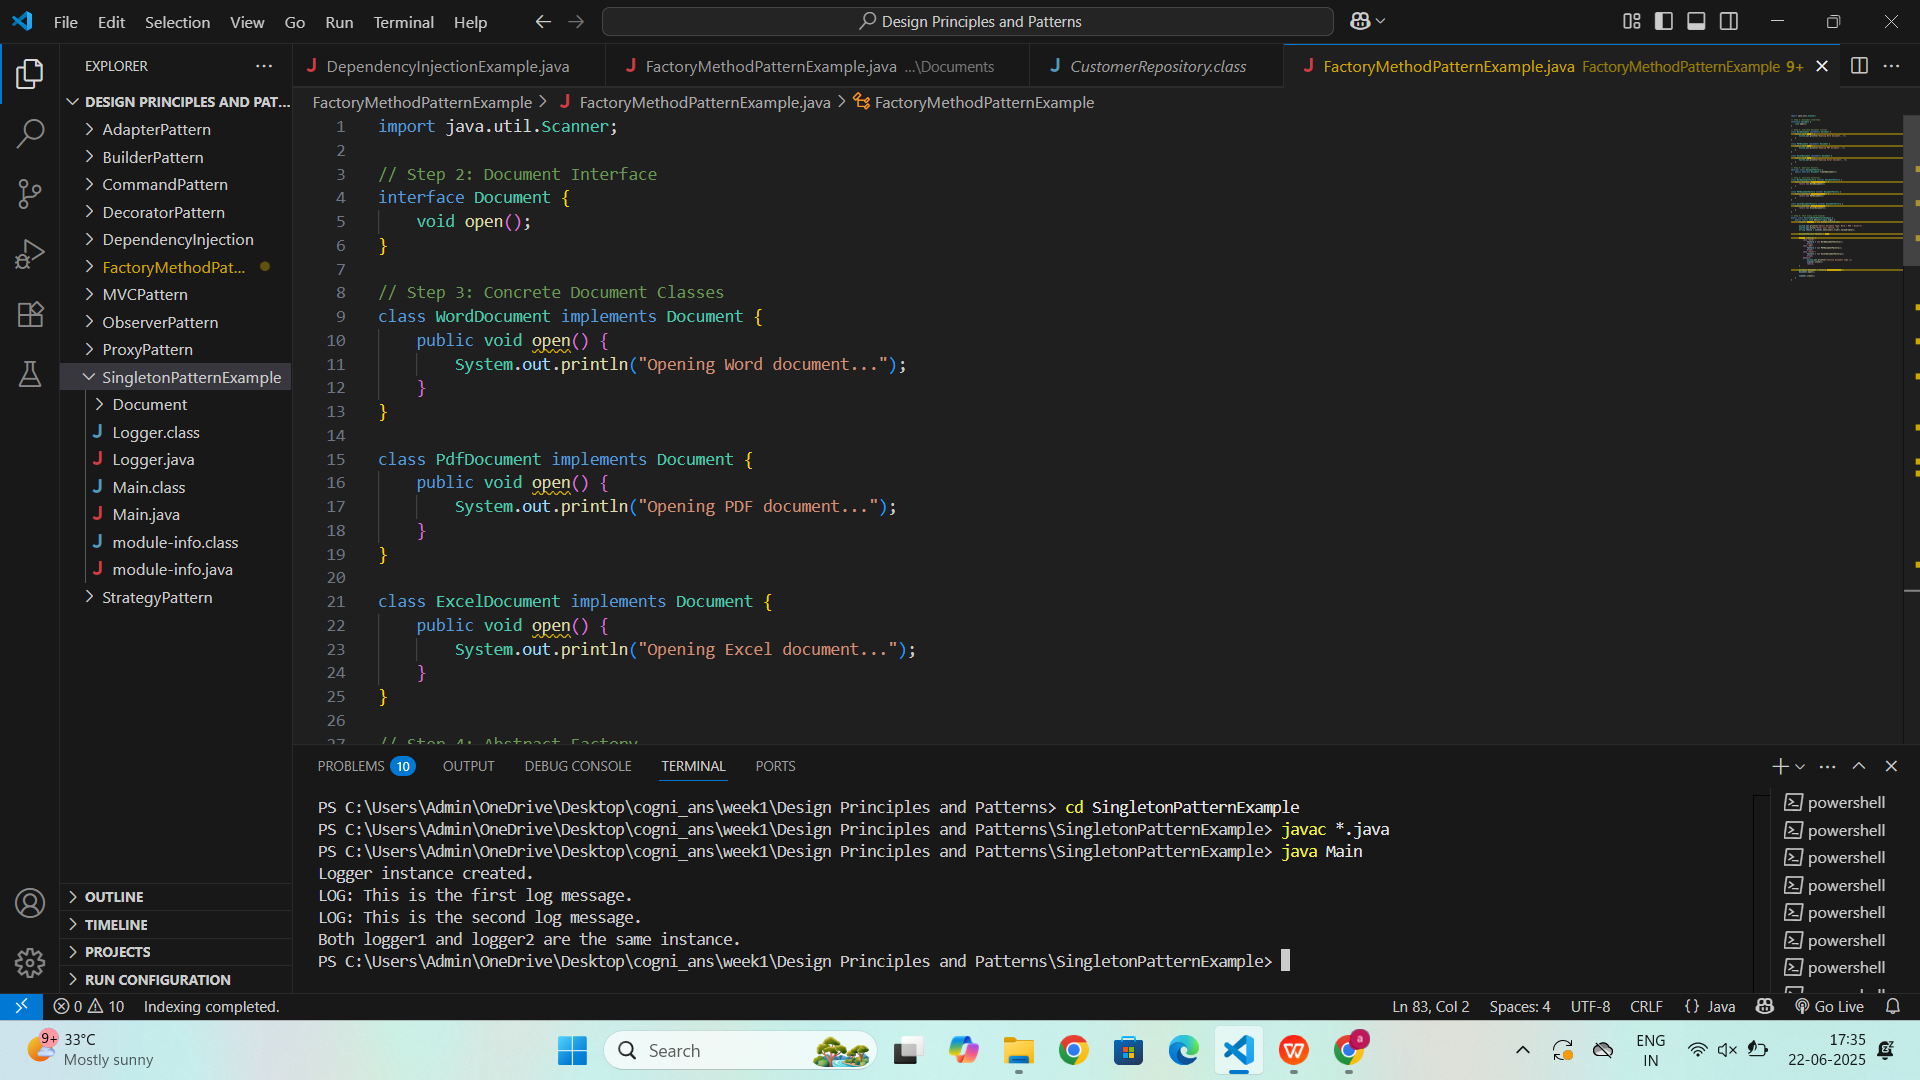 File Edit Selection View Go Run Terminal Help
Design Principles and Patterns
EXPLORER
DESIGN PRINCIPLES AND PAT...
AdapterPattern
BuilderPattern
CommandPattern
DecoratorPattern
DependencyInjection
FactoryMethodPat...
MVCPattern
ObserverPattern
ProxyPattern
SingletonPatternExample
Document
Logger.class
Logger.java
Main.class
Main.java
module-info.class
module-info.java
StrategyPattern
OUTLINE
TIMELINE
PROJECTS
RUN CONFIGURATION
DependencyInjectionExample.java
FactoryMethodPatternExample.java ...\Documents
CustomerRepository.class
FactoryMethodPatternExample.java FactoryMethodPatternExample 9+
FactoryMethodPatternExample > FactoryMethodPatternExample.java > FactoryMethodPatternExample
1 import java.util.Scanner;
2
3 // Step 2: Document Interface
4 interface Document {
5 void open();
6 }
7
8 // Step 3: Concrete Document Classes
9 class WordDocument implements Document {
10 public void open() {
11 System.out.println("Opening Word document...");
12 }
13 }
14
15 class PdfDocument implements Document {
16 public void open() {
17 System.out.println("Opening PDF document...");
18 }
19 }
20
21 class ExcelDocument implements Document {
22 public void open() {
23 System.out.println("Opening Excel document...");
24 }
25 }
26
27 // Step 4: Abstract Factory
PROBLEMS 10 OUTPUT DEBUG CONSOLE TERMINAL PORTS
PS C:\Users\Admin\OneDrive\Desktop\cogni_ans\week1\Design Principles and Patterns> cd SingletonPatternExample
PS C:\Users\Admin\OneDrive\Desktop\cogni_ans\week1\Design Principles and Patterns\SingletonPatternExample> javac *.java
PS C:\Users\Admin\OneDrive\Desktop\cogni_ans\week1\Design Principles and Patterns\SingletonPatternExample> java Main
Logger instance created.
LOG: This is the first log message.
LOG: This is the second log message.
Both logger1 and logger2 are the same instance.
PS C:\Users\Admin\OneDrive\Desktop\cogni_ans\week1\Design Principles and Patterns\SingletonPatternExample>
powershell
powershell
powershell
powershell
powershell
powershell
powershell
0 10 Indexing completed.
Ln 83, Col 2 Spaces: 4 UTF-8 CRLF {} Java Go Live
9+
33°C
Mostly sunny
Search
a
ENG
IN
17:35
22-06-2025